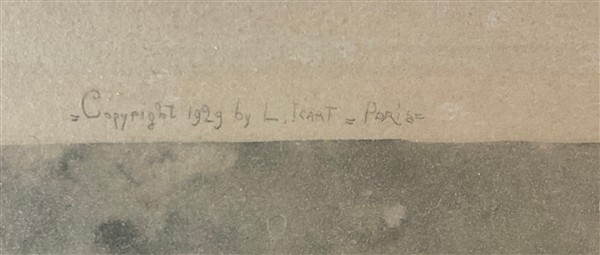 =Copyright 1929 by L. Icart = Paris=